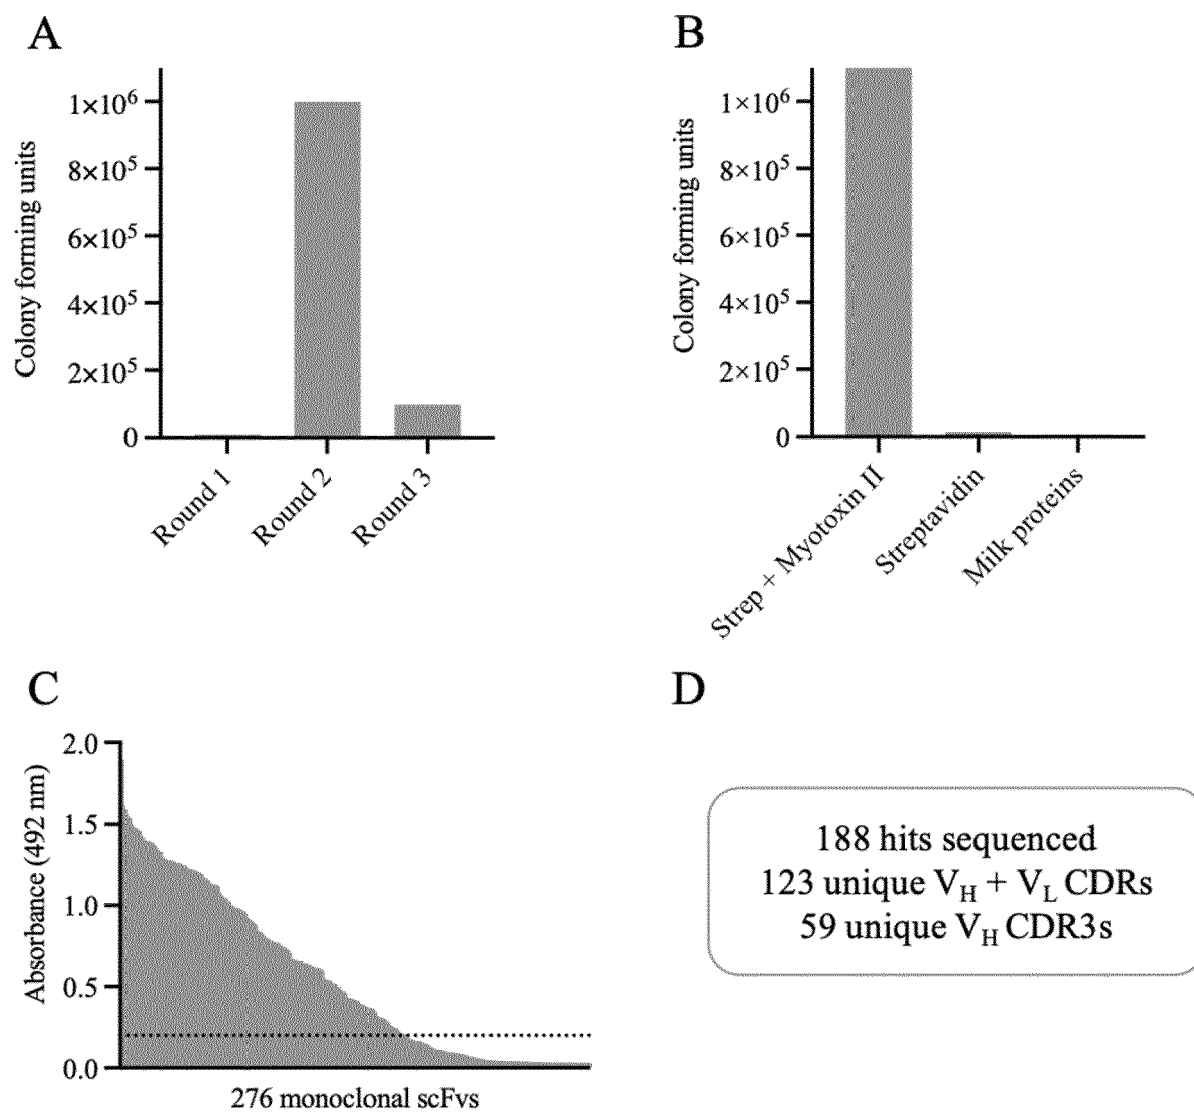 A
Colony forming units
1×10⁶
8×10⁵
6×10⁵
4×10⁵
2×10⁵
0
Round 1
Round 2
Round 3
B
Colony forming units
1×10⁶
8×10⁵
6×10⁵
4×10⁵
2×10⁵
0
Strep + Myotoxin II
Streptavidin
Milk proteins
C
Absorbance (492 nm)
2.0
1.5
1.0
0.5
0.0
276 monoclonal scFvs
D
188 hits sequenced
123 unique V_H + V_L CDRs
59 unique V_H CDR3s